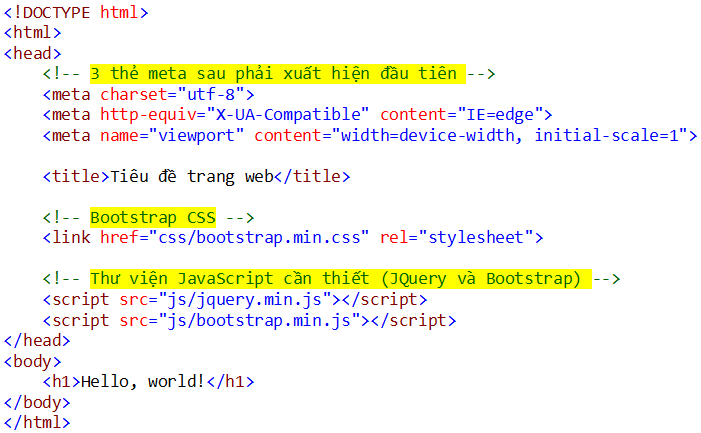 <!DOCTYPE html>
<html>
<head>
<!-- 3 thẻ meta sau phải xuất hiện đầu tiên -->
<meta charset="utf-8">
<meta http-equiv="X-UA-Compatible" content="IE=edge">
<meta name="viewport" content="width=device-width, initial-scale=1">
<title>Tiêu đề trang web</title>
<!-- Bootstrap CSS -->
<link href="css/bootstrap.min.css" rel="stylesheet">
<!-- Thư viện JavaScript cần thiết (JQuery và Bootstrap) -->
<script src="js/jquery.min.js"></script>
<script src="js/bootstrap.min.js"></script>
</head>
<body>
<h1>Hello, world!</h1>
</body>
</html>